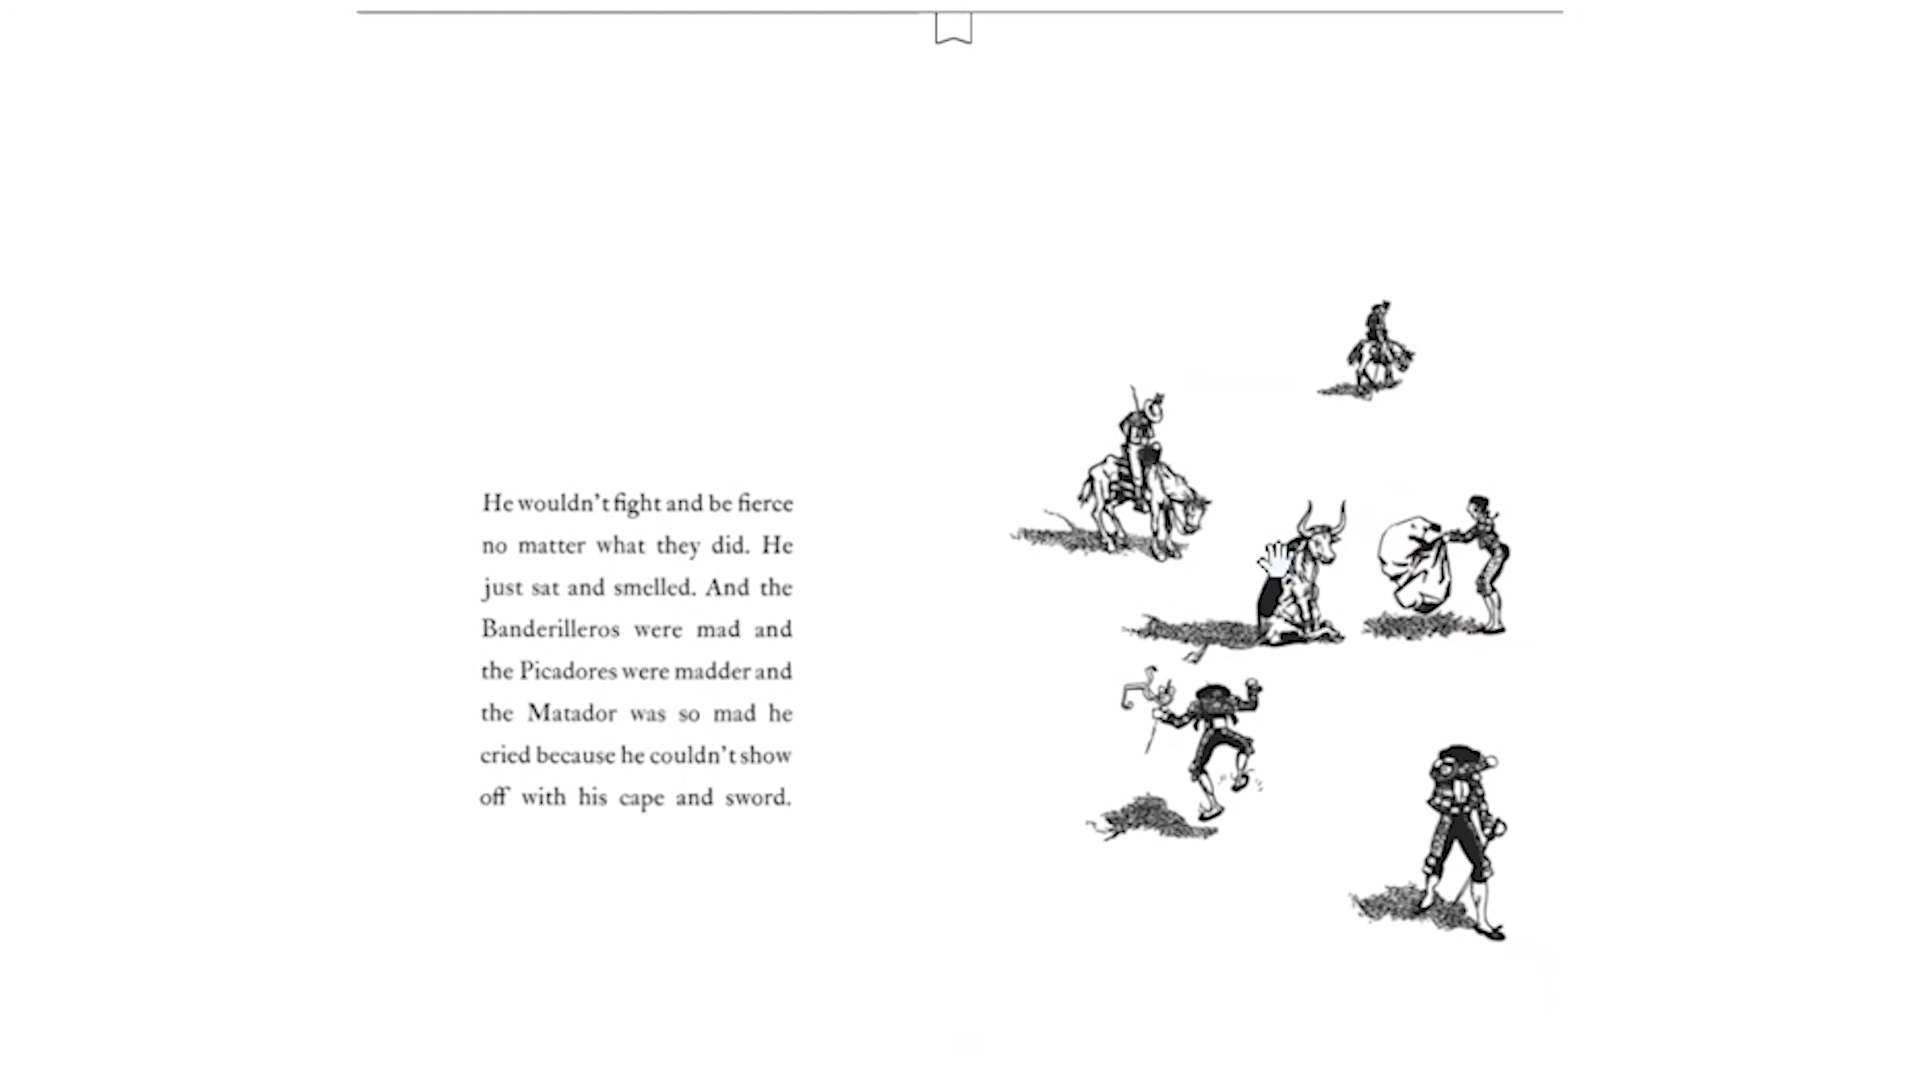 He wouldn't fight and be fierce
no matter what they did. He
just sat and smelled. And the
Banderilleros were mad and
the Picadores were madder and
the Matador was so mad he
cried because he couldn't show
off with his cape and sword.